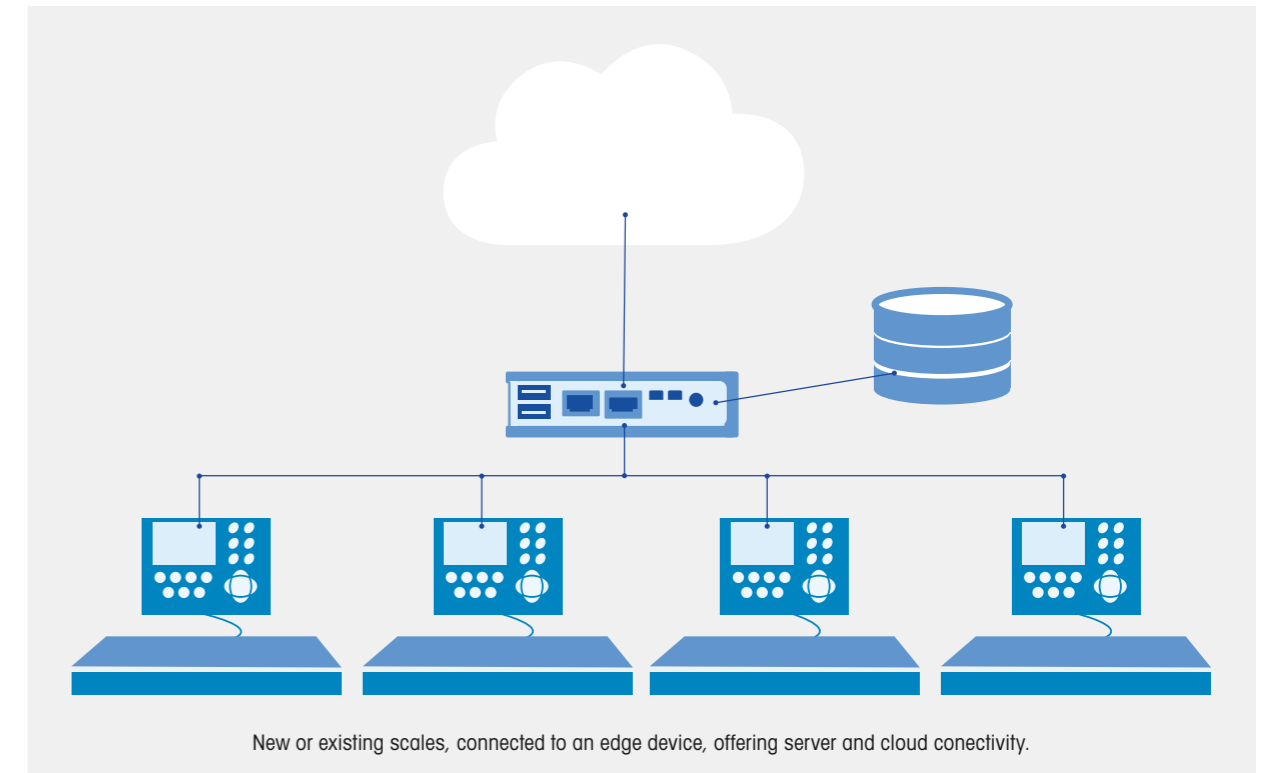 New or existing scales, connected to an edge device, offering server and cloud conectivity.